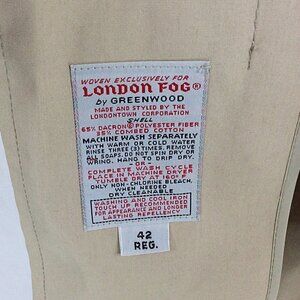 WOVEN EXCLUSIVELY FOR
LONDON FOG®
by GREENWOOD
MADE AND STYLED BY THE
LONDONTOWN CORPORATION
SHELL
65% DACRON® POLYESTER FIBER
35% COMBED COTTON
MACHINE WASH SEPARATELY
WITH WARM OR COLD WATER
RINSE THREE (3) TIMES. REMOVE
ALL SOAPS. DO NOT SPIN DRY OR
WRING. HANG TO DRIP DRY.
-OR-
COMPLETE WASH CYCLE
PLACE IN MACHINE DRYER
TUMBLE DRY AT 160°F
ONLY NON-CHLORINE BLEACH,
WHEN NEEDED
DRY CLEANABLE
WASHING AND COOL IRON
TOUCH UP RECOMMENDED
FOR APPEARANCE AND LONGER
LASTING REPELLENCY
42
REG.